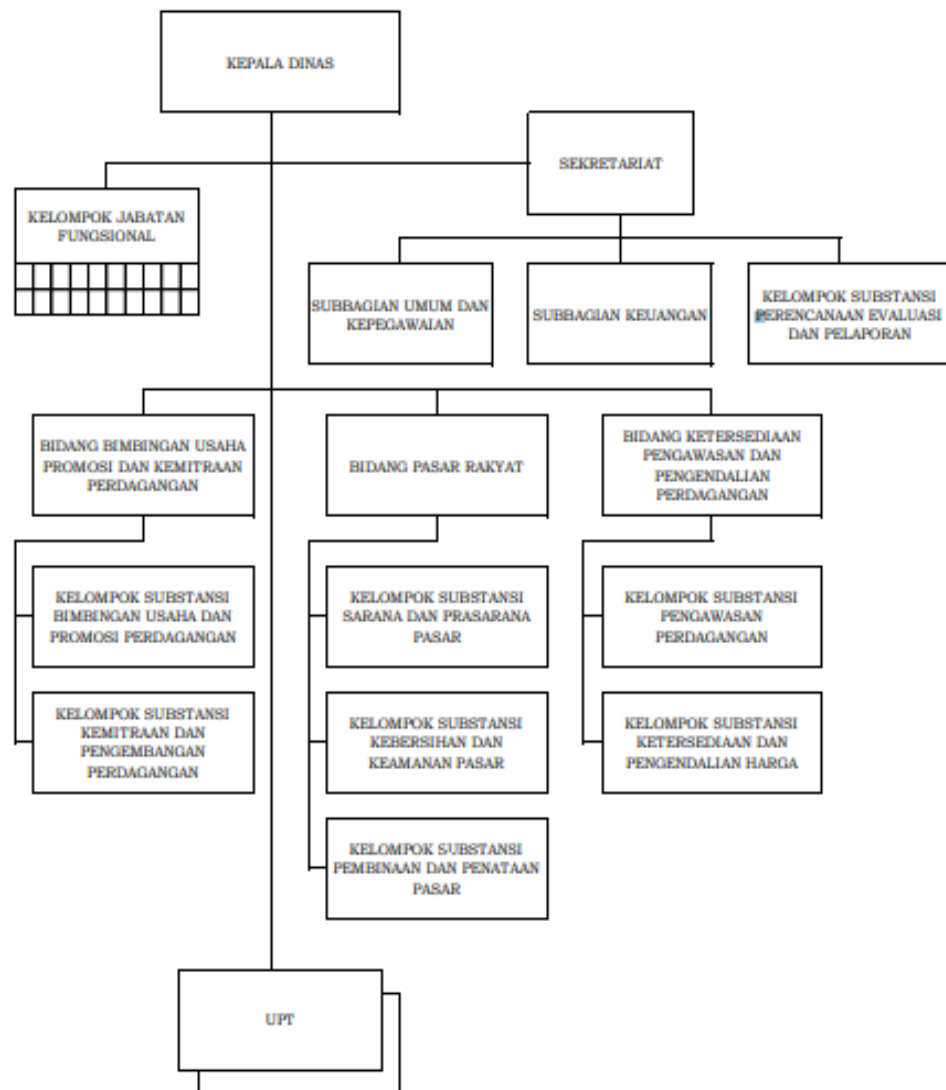 KEPALA DINAS
SEKRETARIAT
KELOMPOK JABATAN
FUNGSIONAL
SUBBAGIAN UMUM DAN
KEPEGAWAIAN
SUBBAGIAN KEUANGAN
KELOMPOK SUBSTANSI
PERENCANAAN EVALUASI
DAN PELAPORAN
BIDANG BIMBINGAN USAHA
PROMOSI DAN KEMITRAAN
PERDAGANGAN
BIDANG PASAR RAKYAT
BIDANG KETERSEDIAAN
PENGAWASAN DAN
PENGENDALIAN
PERDAGANGAN
KELOMPOK SUBSTANSI
BIMBINGAN USAHA DAN
PROMOSI PERDAGANGAN
KELOMPOK SUBSTANSI
SARANA DAN PRASARANA
PASAR
KELOMPOK SUBSTANSI
PENGAWASAN
PERDAGANGAN
KELOMPOK SUBSTANSI
KEMITRAAN DAN
PENGEMBANGAN
PERDAGANGAN
KELOMPOK SUBSTANSI
KEBERSIHAN DAN
KEAMANAN PASAR
KELOMPOK SUBSTANSI
KETERSEDIAAN DAN
PENGENDALIAN HARGA
KELOMPOK SUBSTANSI
PEMBINAAN DAN PENATAAN
PASAR
UPT